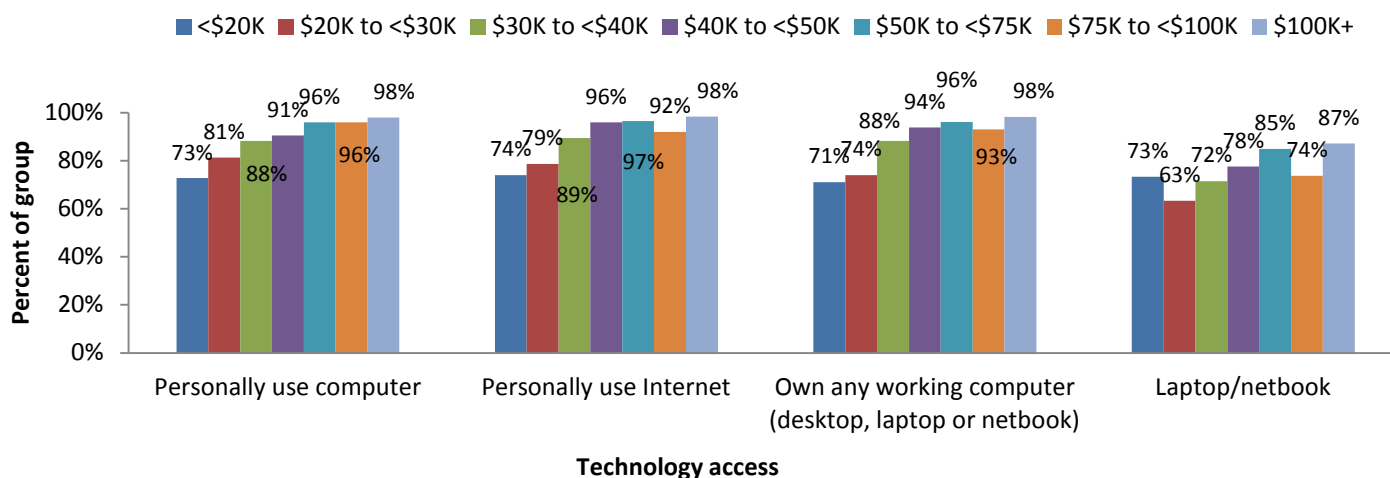 <$20K $20K to <$30K $30K to <$40K $40K to <$50K $50K to <$75K $75K to <$100K $100K+
Percent of group
100%
80%
60%
40%
20%
0%
73% 81% 88% 91% 96% 96% 98%
74% 79% 89% 96% 97% 92% 98%
71% 74% 88% 94% 96% 93% 98%
73% 63% 72% 78% 85% 74% 87%
Personally use computer
Personally use Internet
Own any working computer
(desktop, laptop or netbook)
Laptop/netbook
Technology access